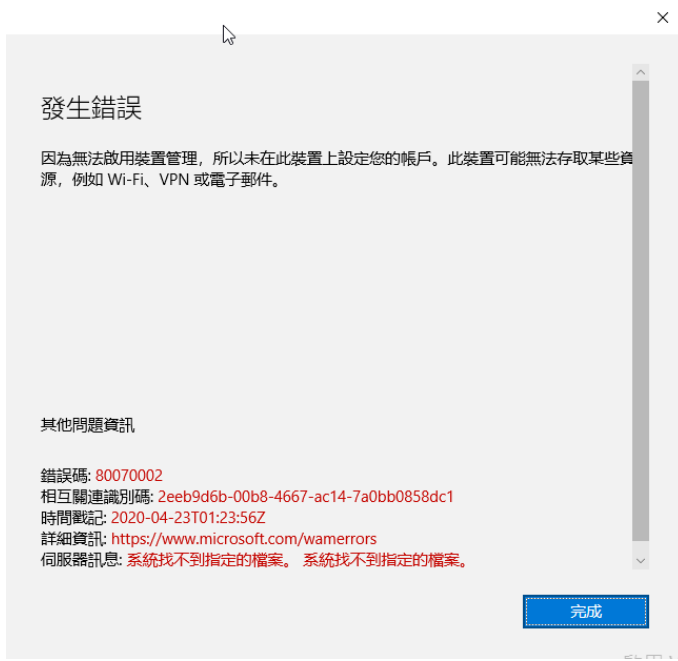 發生錯誤
因為無法啟用裝置管理，所以未在此裝置上設定您的帳戶。此裝置可能無法存取某些資
源，例如 Wi-Fi、VPN 或電子郵件。
其他問題資訊
錯誤碼: 80070002
相互關連識別碼: 2eeb9d6b-00b8-4667-ac14-7a0bb0858dc1
時間戳記: 2020-04-23T01:23:56Z
詳細資訊: https://www.microsoft.com/wamerrors
伺服器訊息: 系統找不到指定的檔案。 系統找不到指定的檔案。
完成